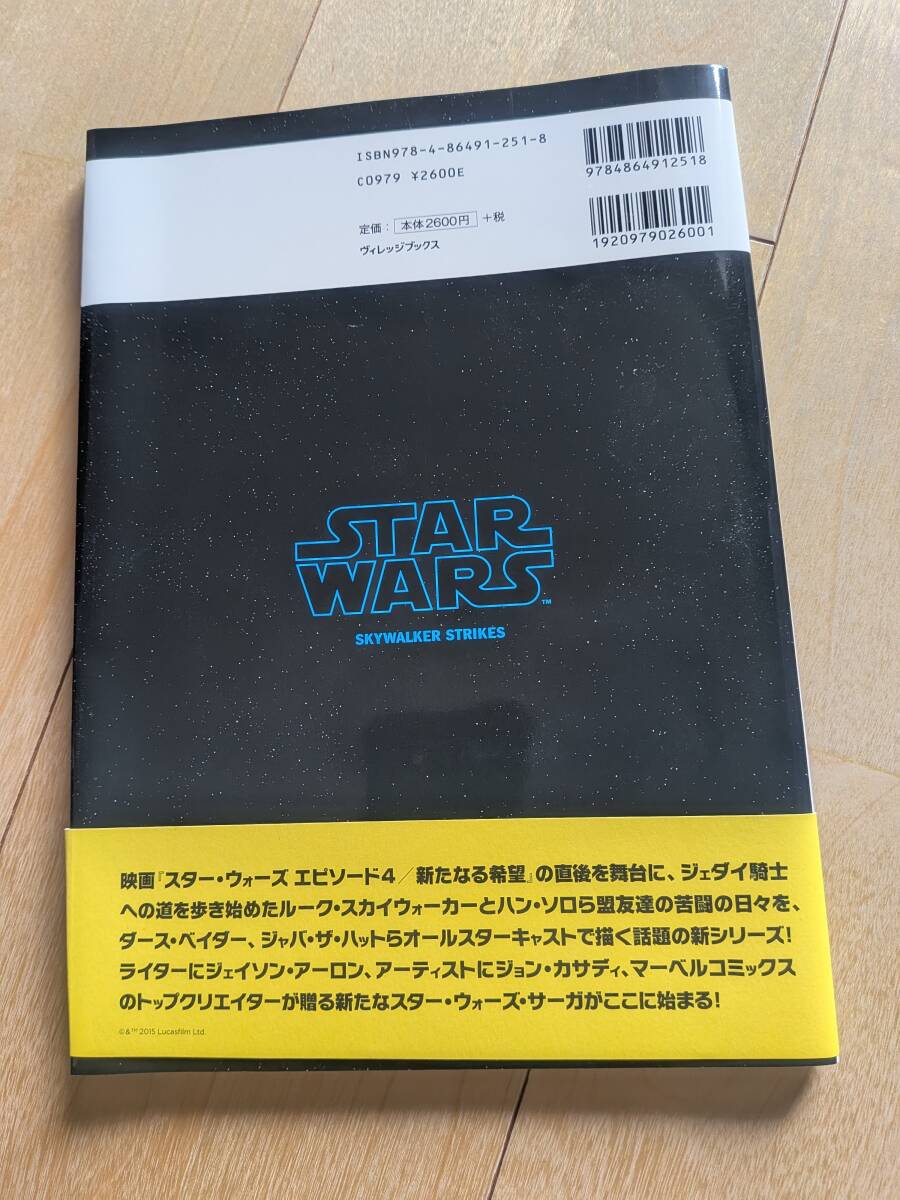 ISBN978-4-86491-251-8
C0979 ¥2600E
定価：本体2600円+税
ヴィレッジブックス
9784864912518
1920979026001
STAR
WARS™
SKYWALKER STRIKES
映画『スター・ウォーズ エピソード4／新たなる希望』の直後を舞台に、ジェダイ騎士
への道を歩き始めたルーク・スカイウォーカーとハン・ソロら盟友達の苦闘の日々を、
ダース・ベイダー、ジャバ・ザ・ハットらオールスターキャストで描く話題の新シリーズ！
ライターにジェイソン・アーロン、アーティストにジョン・カサディ、マーベルコミックス
のトップクリエイターが贈る新たなスター・ウォーズ・サーガがここに始まる！
©&™ 2015 Lucasfilm Ltd.